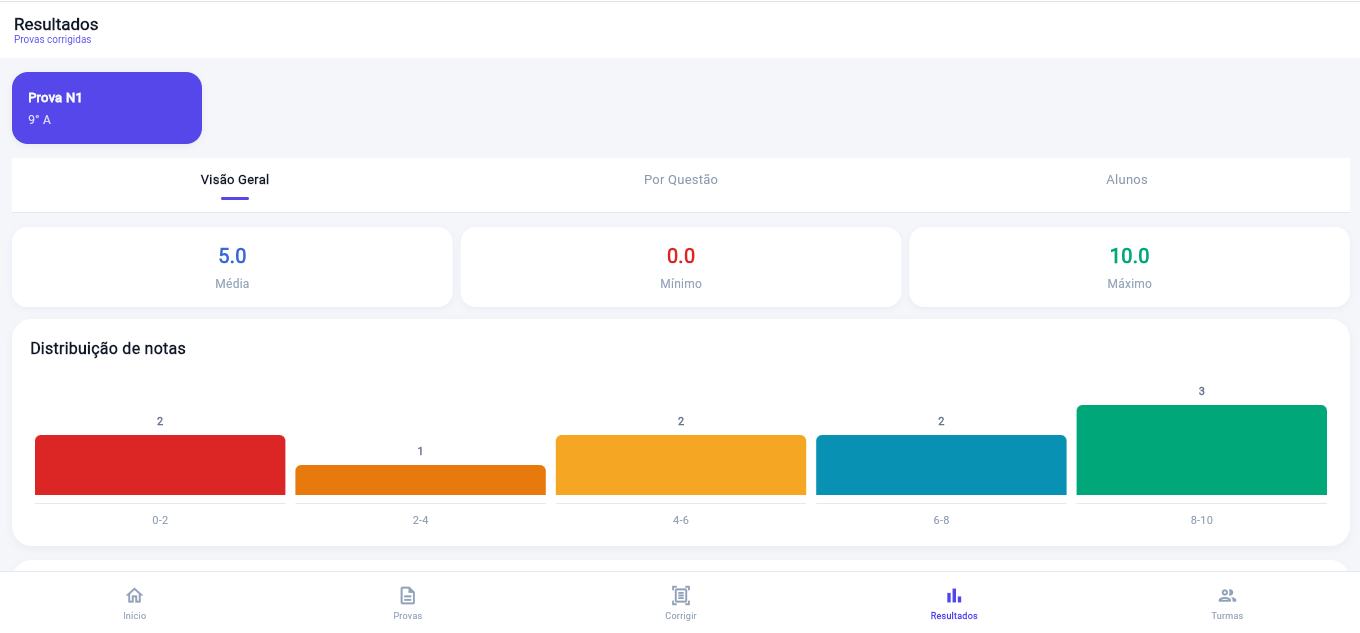 Resultados
Provas corrigidas
Prova N1
9° A
Visão Geral
Por Questão
Alunos
5.0
Média
0.0
Mínimo
10.0
Máximo
Distribuição de notas
2
1
2
2
3
0-2
2-4
4-6
6-8
8-10
Início
Provas
Corrigir
Resultados
Turmas